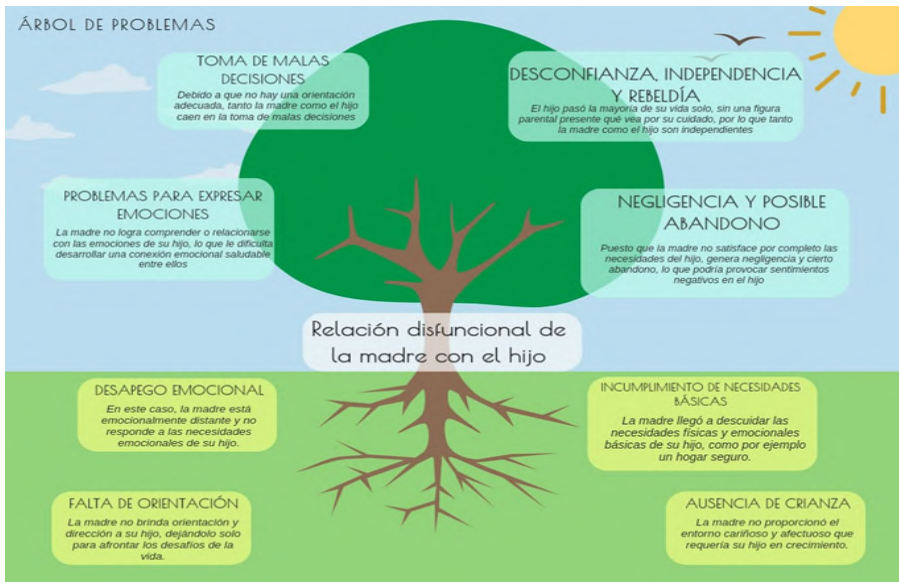 ÁRBOL DE PROBLEMAS
TOMA DE MALAS
DECISIONES
Debido a que no hay una orientación
adecuada, tanto la madre como el hijo
caen en la toma de malas decisiones
DESCONFIANZA, INDEPENDENCIA
Y REBELDÍA
El hijo pasó la mayoría de su vida solo, sin una figura
parental presente qué vea por su cuidado, por lo que tanto
la madre como el hijo son independientes
PROBLEMAS PARA EXPRESAR
EMOCIONES
La madre no logra comprender o relacionarse
con las emociones de su hijo, lo que le dificulta
desarrollar una conexión emocional saludable
entre ellos
NEGLIGENCIA Y POSIBLE
ABANDONO
Puesto que la madre no satisface por completo las
necesidades del hijo, genera negligencia y cierto
abandono, lo que podría provocar sentimientos
negativos en el hijo
Relación disfuncional de
la madre con el hijo
DESAPEGO EMOCIONAL
En este caso, la madre está
emocionalmente distante y no
responde a las necesidades
emocionales de su hijo.
INCUMPLIMIENTO DE NECESIDADES
BÁSICAS
La madre llegó a descuidar las
necesidades físicas y emocionales
básicas de su hijo, como por ejemplo
un hogar seguro.
FALTA DE ORIENTACIÓN
La madre no brinda orientación y
dirección a su hijo, dejándolo solo
para afrontar los desafíos de la
vida.
AUSENCIA DE CRIANZA
La madre no proporcionó el
entorno cariñoso y afectuoso que
requería su hijo en crecimiento.